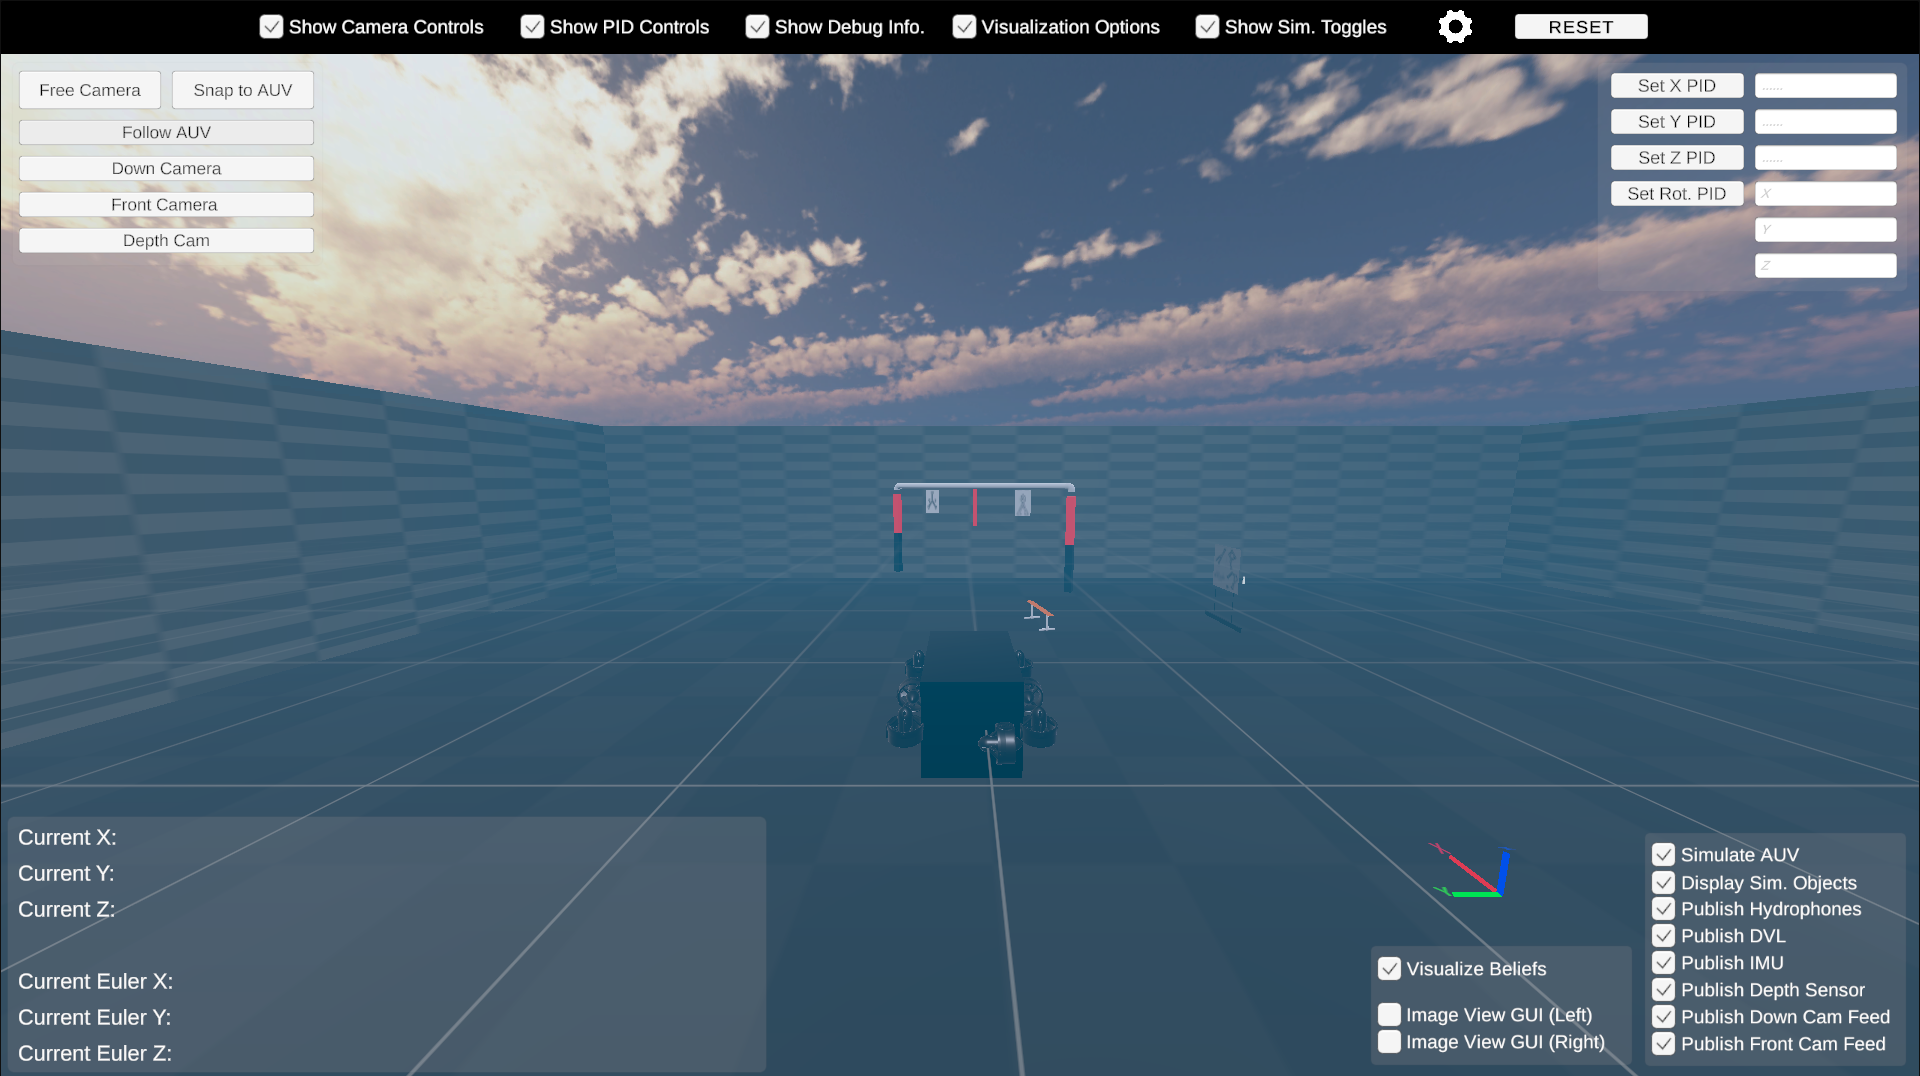 Show Camera Controls
Show PID Controls
Show Debug Info.
Visualization Options
Show Sim. Toggles
RESET
Free Camera
Snap to AUV
Follow AUV
Down Camera
Front Camera
Depth Cam
Set X PID
......
Set Y PID
......
Set Z PID
......
Set Rot. PID
X
Y
Z
Current X:
Current Y:
Current Z:
Current Euler X:
Current Euler Y:
Current Euler Z:
Visualize Beliefs
Image View GUI (Left)
Image View GUI (Right)
Simulate AUV
Display Sim. Objects
Publish Hydrophones
Publish DVL
Publish IMU
Publish Depth Sensor
Publish Down Cam Feed
Publish Front Cam Feed